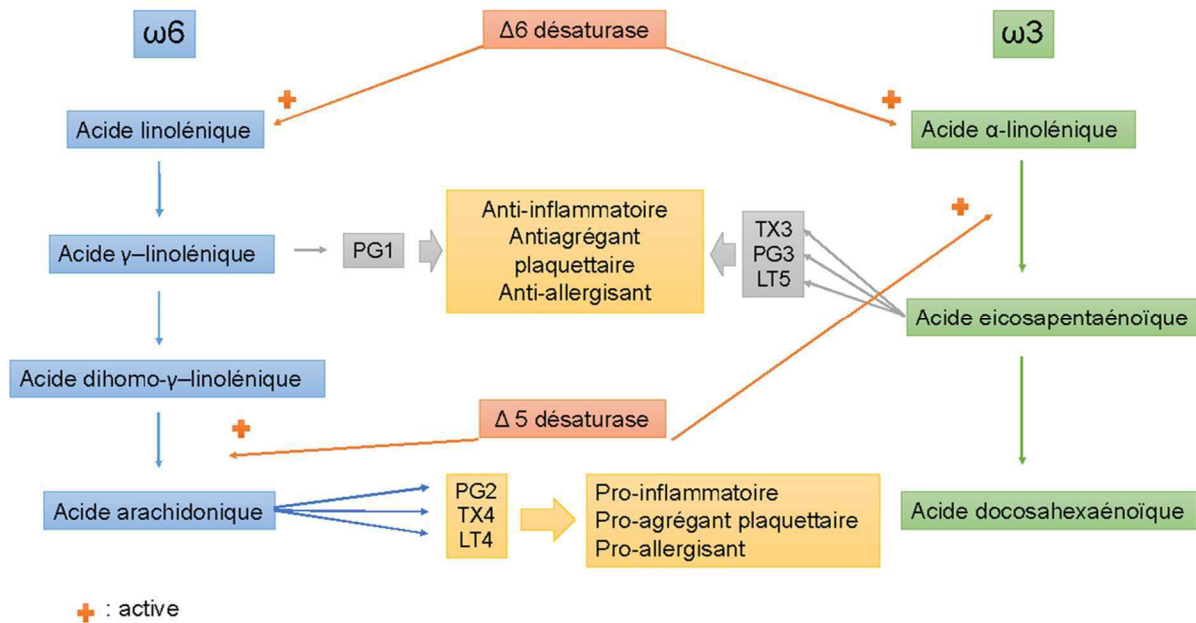 ω6
Δ6 désaturase
ω3
Acide linolénique
Acide α-linolénique
Anti-inflammatoire
Antiagrégant
plaquettaire
Anti-allergisant
TX3
PG3
LT5
Acide γ–linolénique
PG1
Acide eicosapentaénoïque
Acide dihomo-γ–linolénique
Δ 5 désaturase
Acide arachidonique
PG2
TX4
LT4
Pro-inflammatoire
Pro-agrégant plaquettaire
Pro-allergisant
Acide docosahexaénoïque
+ : active